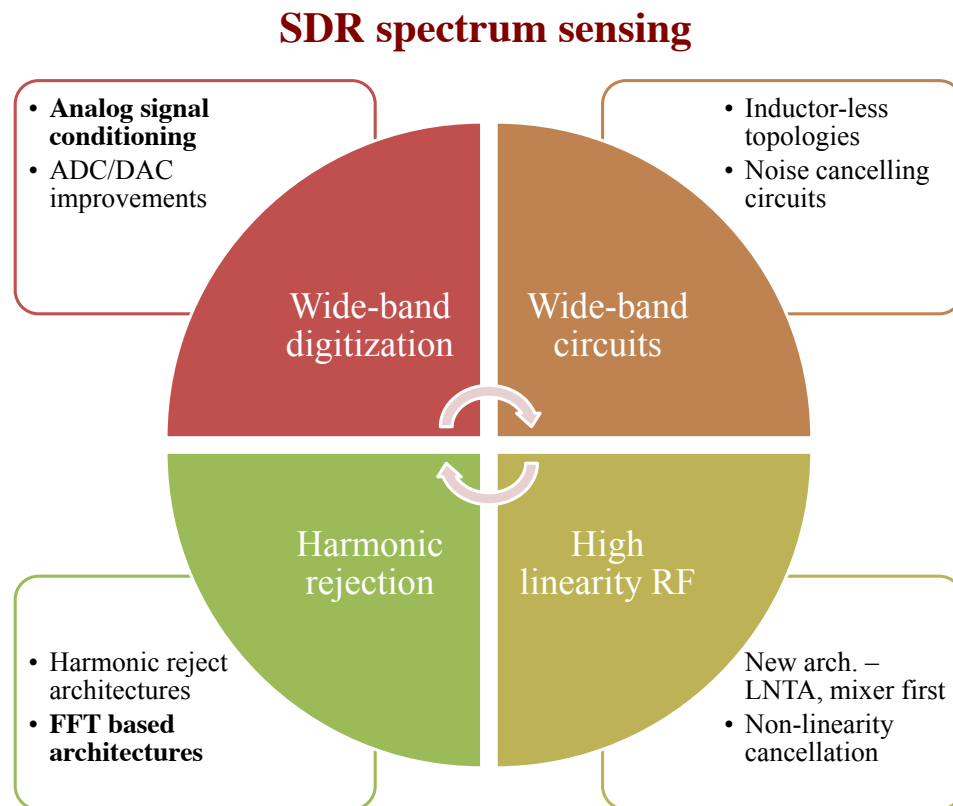 SDR spectrum sensing
• Analog signal
conditioning
• ADC/DAC
improvements
• Inductor-less
topologies
• Noise cancelling
circuits
Wide-band
digitization
Wide-band
circuits
Harmonic
rejection
High
linearity RF
• Harmonic reject
architectures
• FFT based
architectures
New arch. –
LNTA, mixer first
• Non-linearity
cancellation